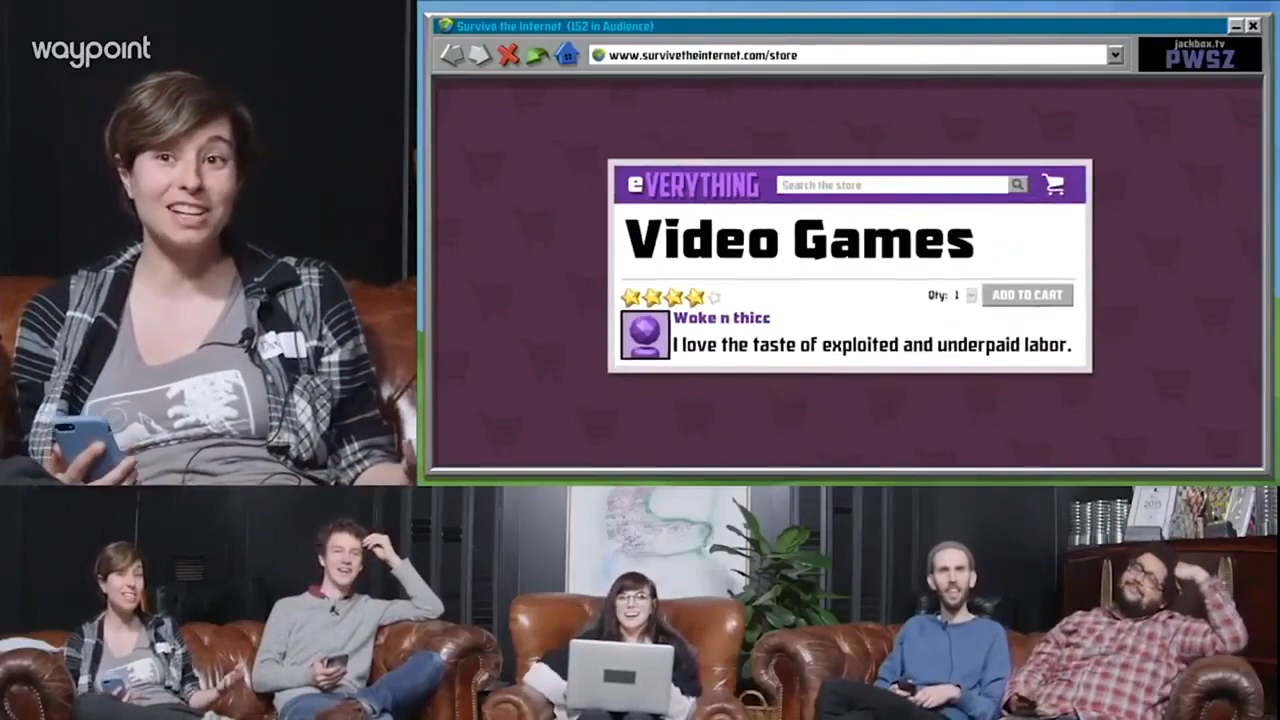 waypoint
Survive the Internet (152 in Audience)
www.survivetheinternet.com/store
jackbox.tv
PWSZ
eVERYTHING
Search the store
Video Games
Qty: 1
ADD TO CART
Woke n thicc
I love the taste of exploited and underpaid labor.
2015